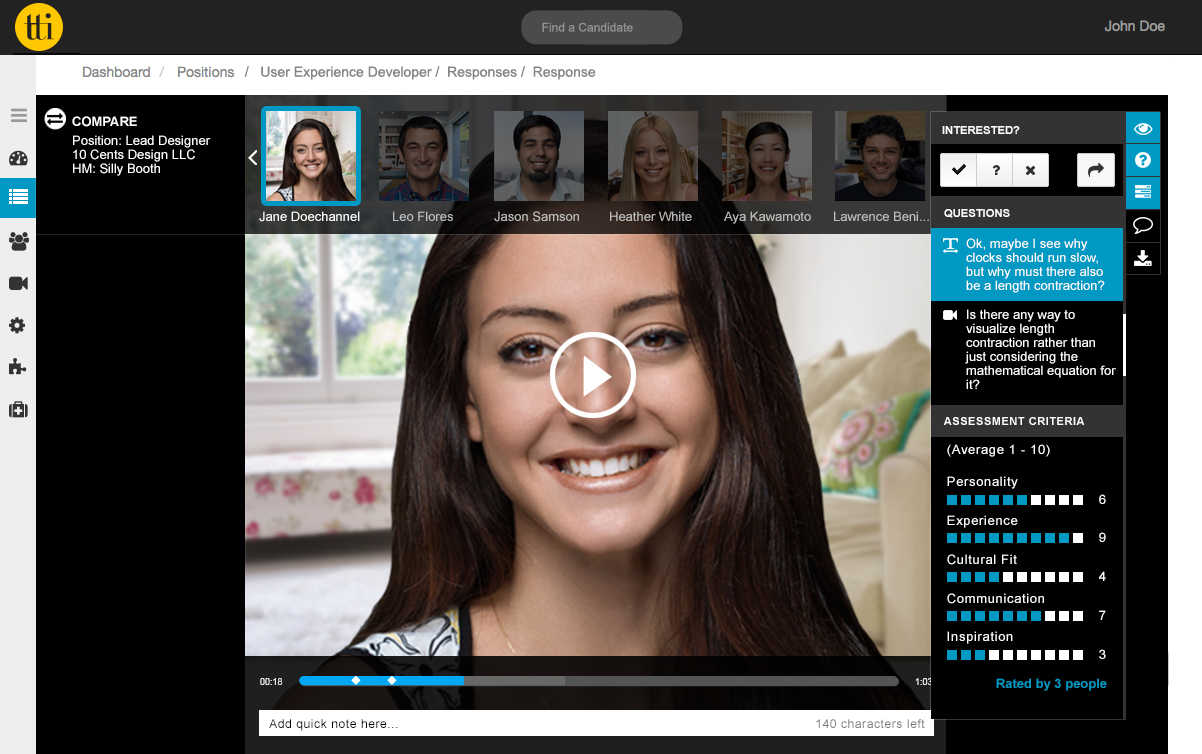 tti
Find a Candidate
John Doe
Dashboard / Positions / User Experience Developer / Responses / Response
COMPARE
Position: Lead Designer
10 Cents Design LLC
HM: Silly Booth
Jane Doechannel
Leo Flores
Jason Samson
Heather White
Aya Kawamoto
Lawrence Beni...
INTERESTED?
?
?
QUESTIONS
T
Ok, maybe I see why
clocks should run slow,
but why must there also
be a length contraction?
Is there any way to
visualize length
contraction rather than
just considering the
mathematical equation for
it?
ASSESSMENT CRITERIA
(Average 1 - 10)
Personality
6
Experience
9
Cultural Fit
4
Communication
7
Inspiration
3
Rated by 3 people
00:18
1:03
Add quick note here...
140 characters left